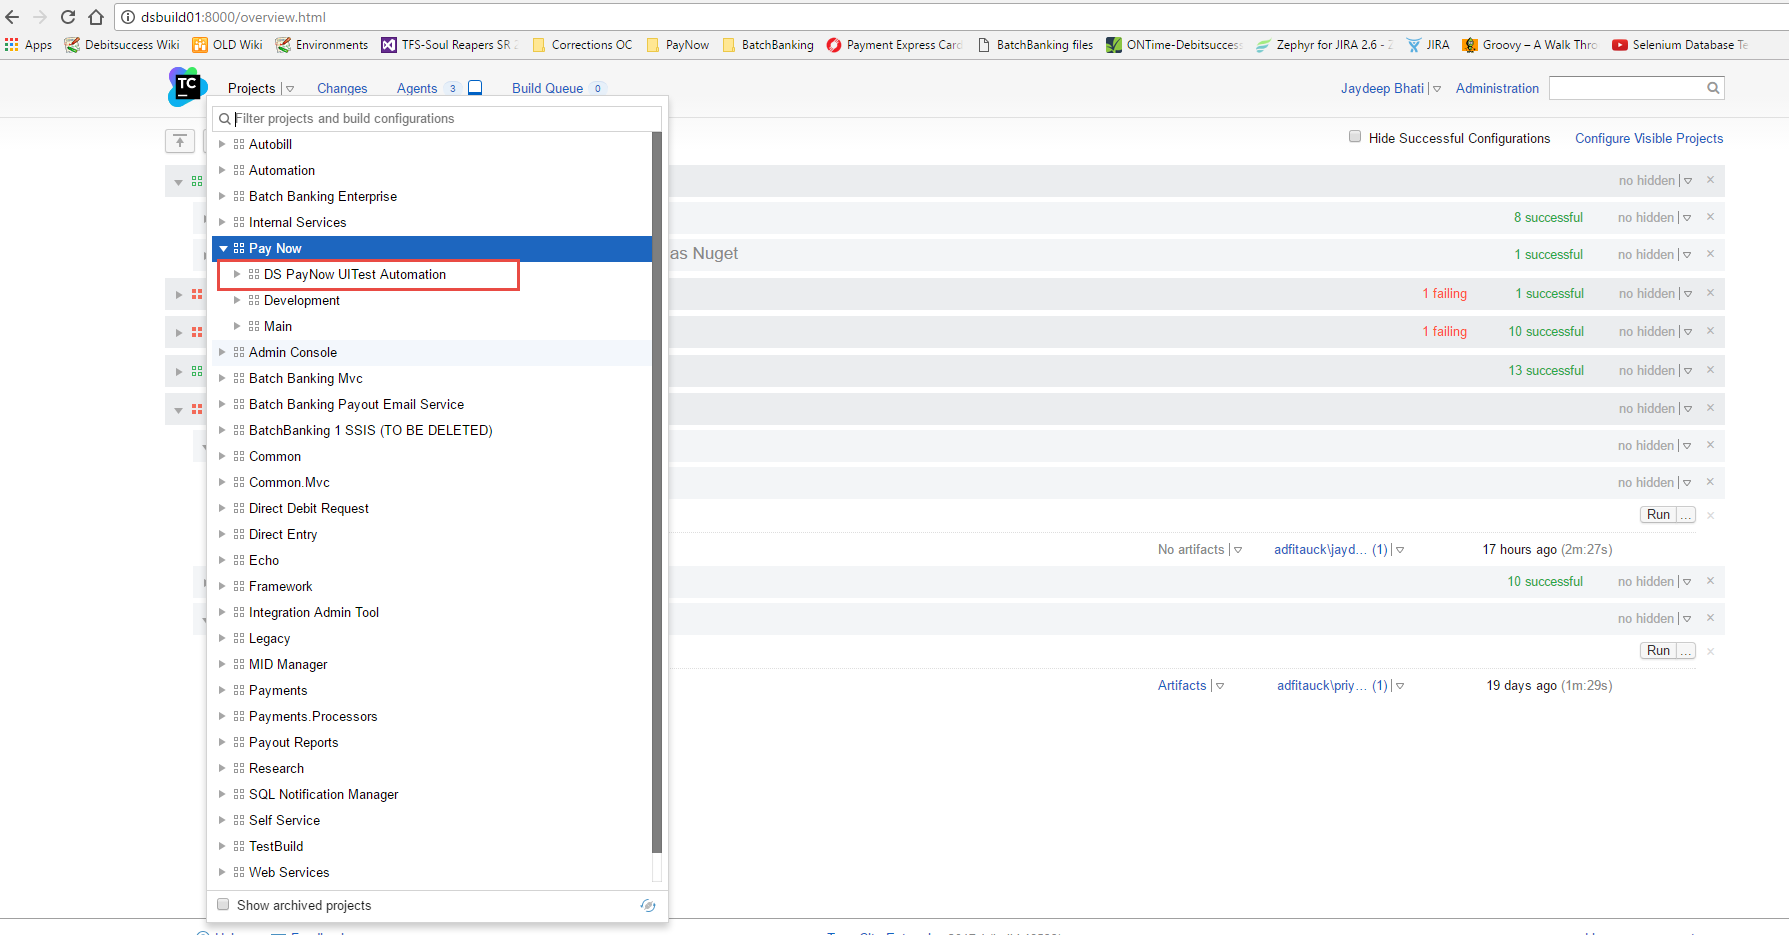 dsbuild01:8000/overview.html
Apps Debitsuccess Wiki OLD Wiki Environments TFS-Soul Reapers SR Corrections OC PayNow BatchBanking Payment Express Card BatchBanking files ONTime-Debitsuccess Zephyr for JIRA 2.6 - JIRA Groovy – A Walk Thro Selenium Database Te
TC
Projects Changes Agents 3 Build Queue 0 Jaydeep Bhati Administration
Filter projects and build configurations
Hide Successful Configurations Configure Visible Projects
Autobill
Automation
Batch Banking Enterprise
Internal Services
Pay Now
DS PayNow UITest Automation
Development
Main
Admin Console
Batch Banking Mvc
Batch Banking Payout Email Service
BatchBanking 1 SSIS (TO BE DELETED)
Common
Common.Mvc
Direct Debit Request
Direct Entry
Echo
Framework
Integration Admin Tool
Legacy
MID Manager
Payments
Payments.Processors
Payout Reports
Research
SQL Notification Manager
Self Service
TestBuild
Web Services
Show archived projects
no hidden
8 successful no hidden
as Nuget 1 successful no hidden
1 failing 1 successful no hidden
1 failing 10 successful no hidden
13 successful no hidden
no hidden
no hidden
no hidden
Run ...
No artifacts adfitauck\jayd... (1) 17 hours ago (2m:27s)
10 successful no hidden
no hidden
Run ...
Artifacts adfitauck\priy... (1) 19 days ago (1m:29s)